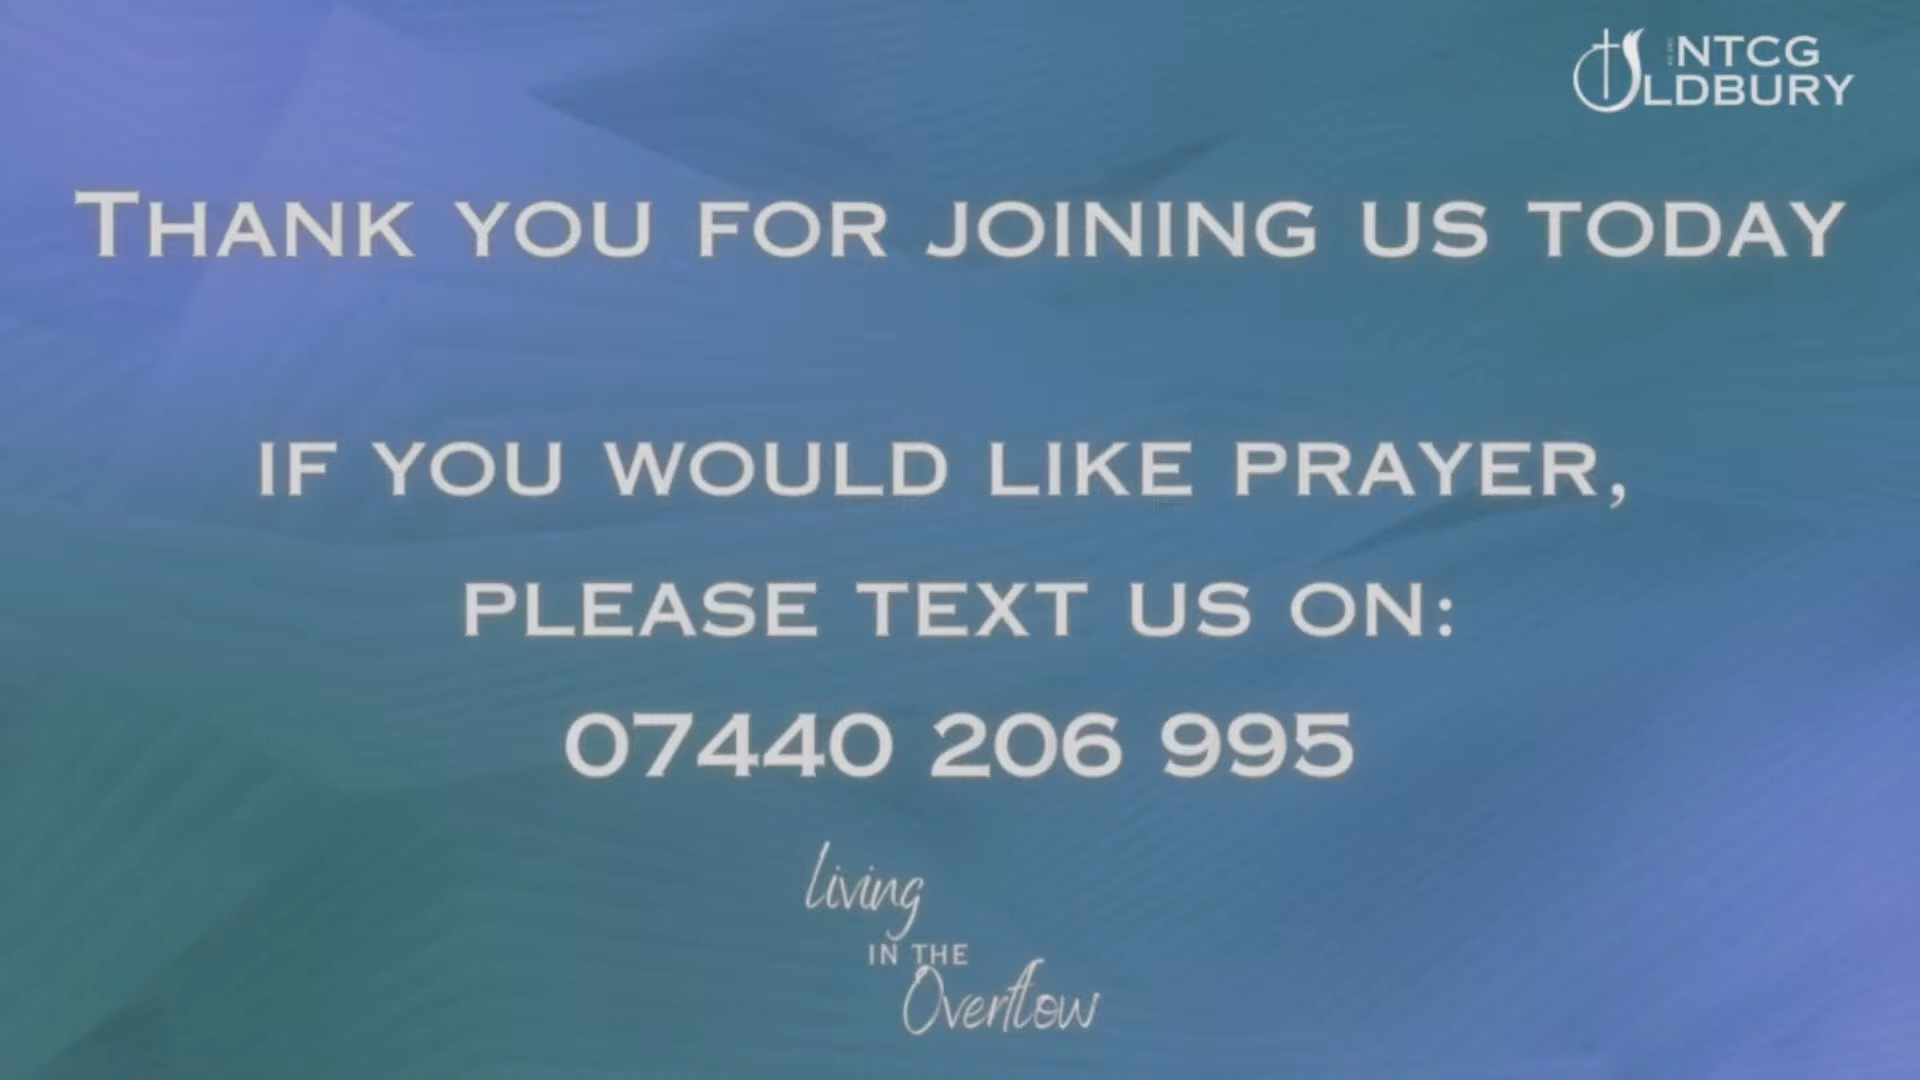 NTCG
OLDBURY
THANK YOU FOR JOINING US TODAY
IF YOU WOULD LIKE PRAYER,
PLEASE TEXT US ON:
07440 206 995
Living
IN THE
Overflow